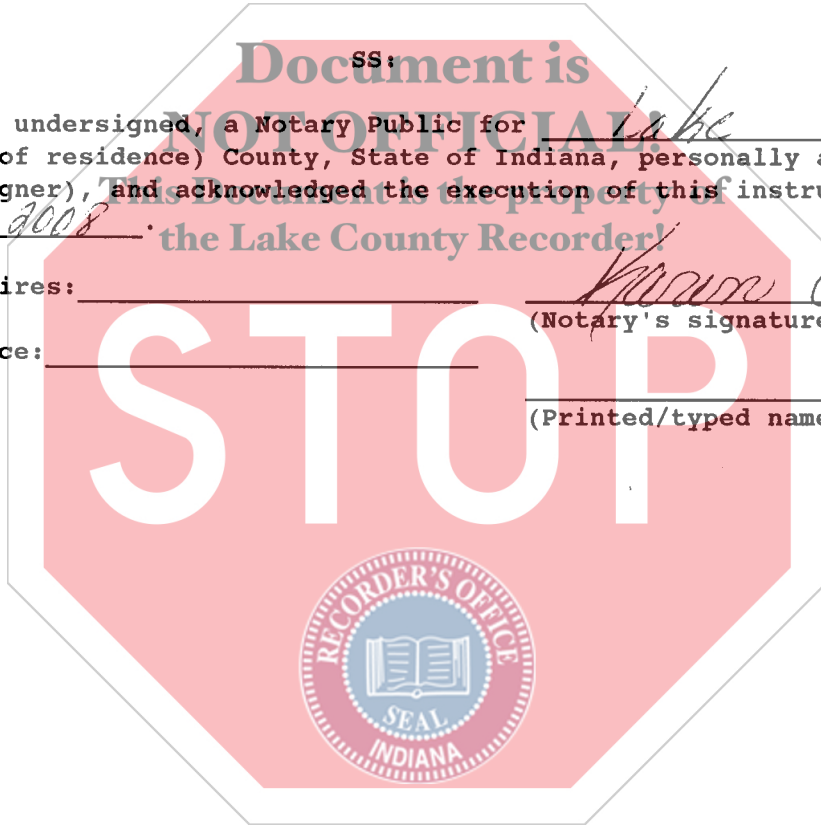 Document is
SS:
NOT OFFICIAL!
undersigned, a Notary Public for Lake
of residence) County, State of Indiana, personally a
gner), and acknowledged the execution of this instru
This Document is the property of
2008.
the Lake County Recorder!
ires:
Karen
(Notary's signature
ce:
(Printed/typed name
STOP
RECORDER'S OFFICE
SEAL
INDIANA